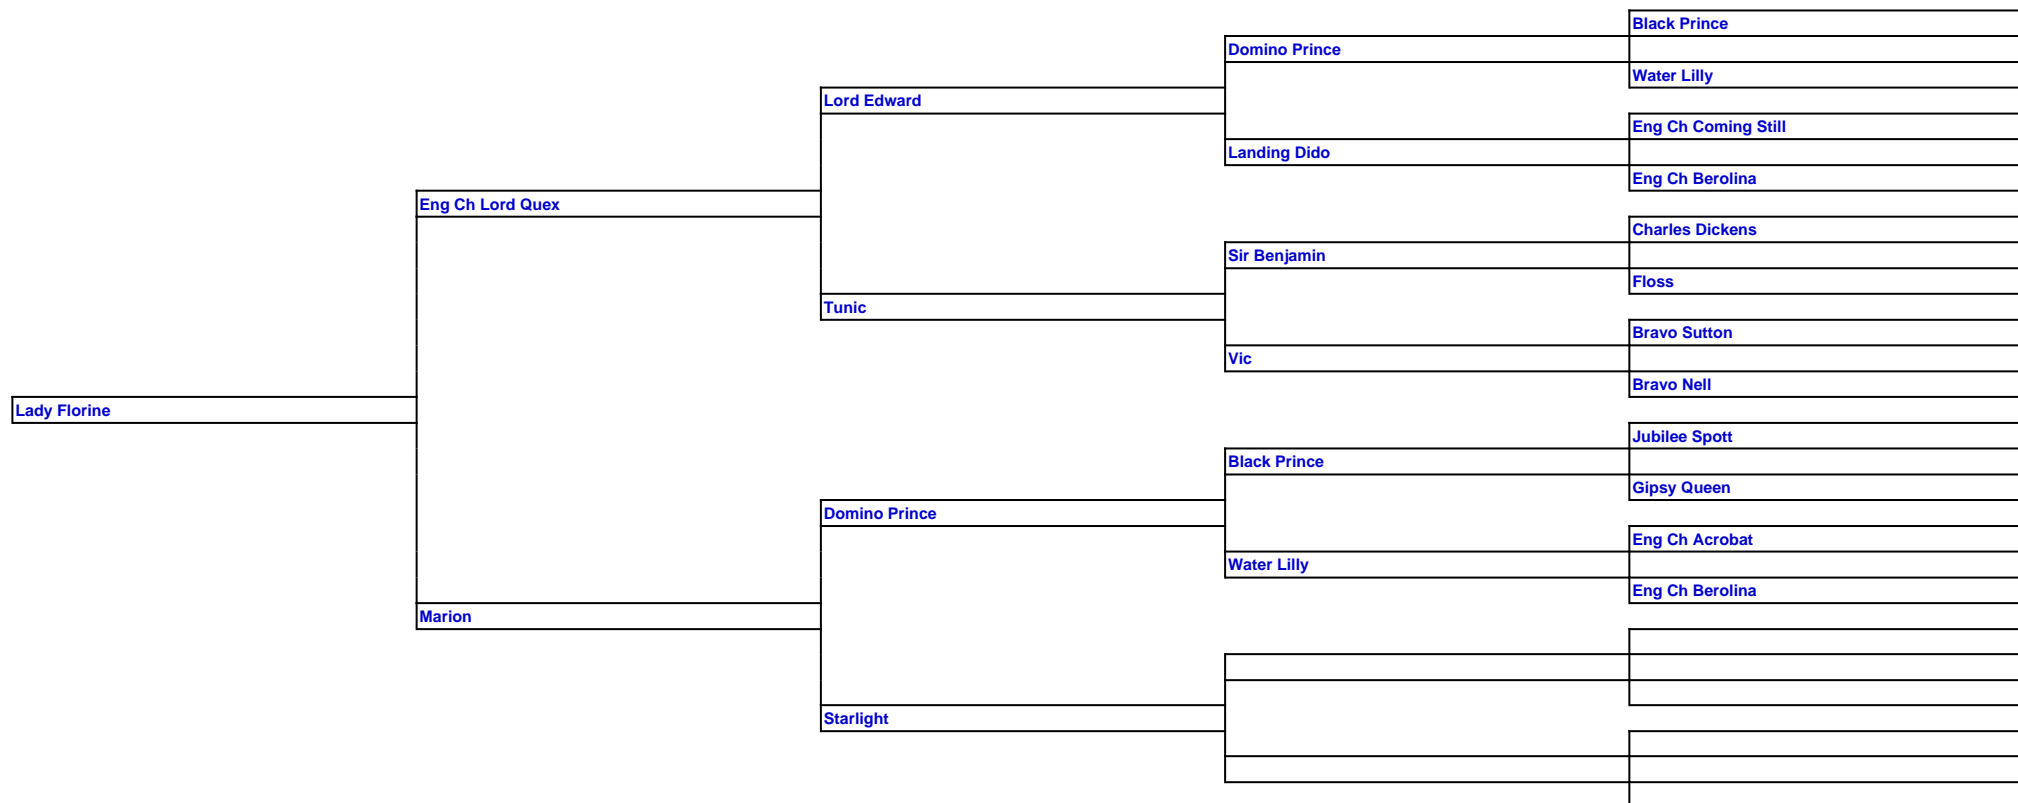 Black Prince
Domino Prince
Water Lilly
Lord Edward
Eng Ch Coming Still
Landing Dido
Eng Ch Berolina
Eng Ch Lord Quex
Charles Dickens
Sir Benjamin
Floss
Tunic
Bravo Sutton
Vic
Bravo Nell
Lady Florine
Jubilee Spott
Black Prince
Gipsy Queen
Domino Prince
Eng Ch Acrobat
Water Lilly
Eng Ch Berolina
Marion
Starlight